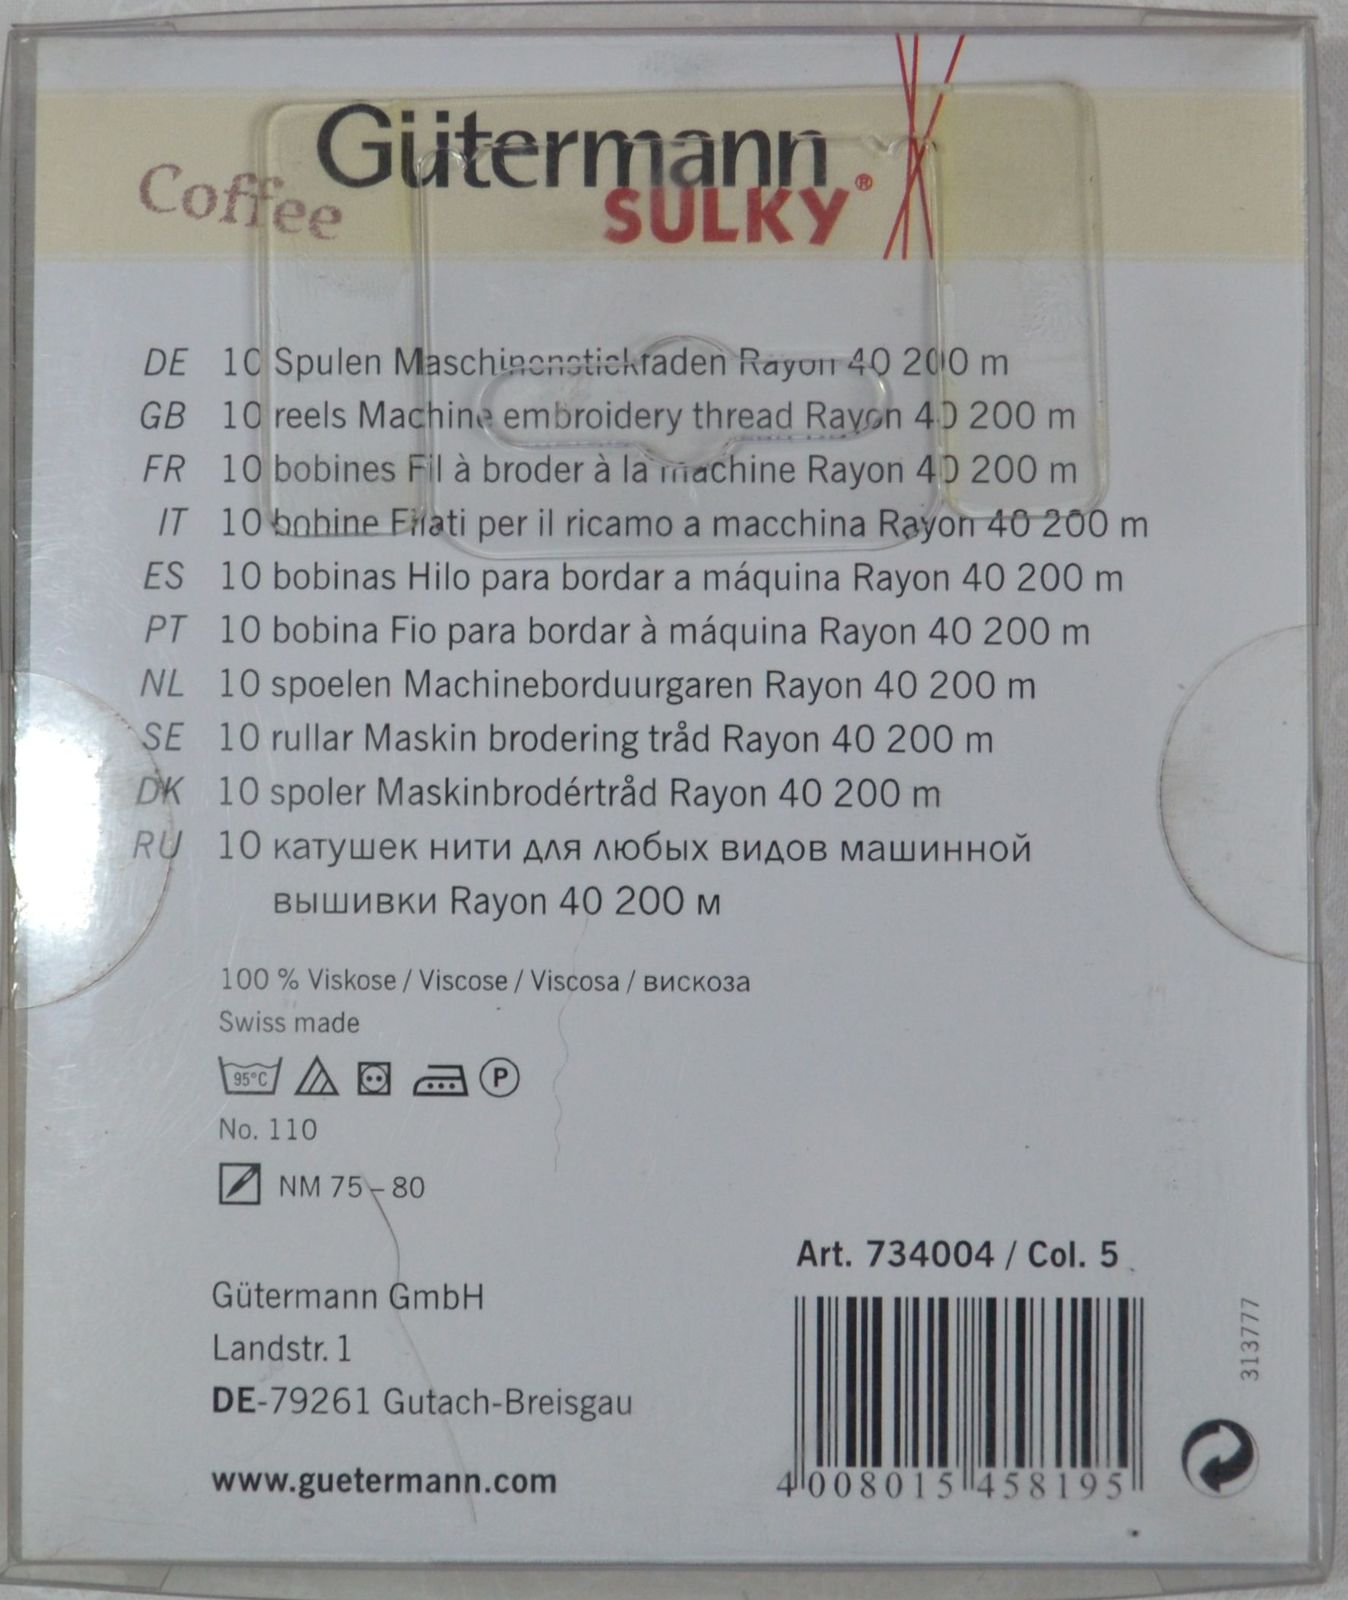 Gütermann
Coffee
SULKY®
DE 10 Spulen Maschinenstickfaden Rayon 40 200 m
GB 10 reels Machine embroidery thread Rayon 40 200 m
FR 10 bobines Fil à broder à la machine Rayon 40 200 m
IT 10 bobine Filati per il ricamo a macchina Rayon 40 200 m
ES 10 bobinas Hilo para bordar a máquina Rayon 40 200 m
PT 10 bobina Fio para bordar à máquina Rayon 40 200 m
NL 10 spoelen Machineborduurgaren Rayon 40 200 m
SE 10 rullar Maskin brodering tråd Rayon 40 200 m
DK 10 spoler Maskinbrodértråd Rayon 40 200 m
RU 10 катушек нити для любых видов машинной
вышивки Rayon 40 200 м
100 % Viskose / Viscose / Viscosa / вискоза
Swiss made
95°C P
No. 110
NM 75 – 80
Gütermann GmbH
Landstr. 1
DE-79261 Gutach-Breisgau
www.guetermann.com
Art. 734004 / Col. 5
4 008015 458195
313777